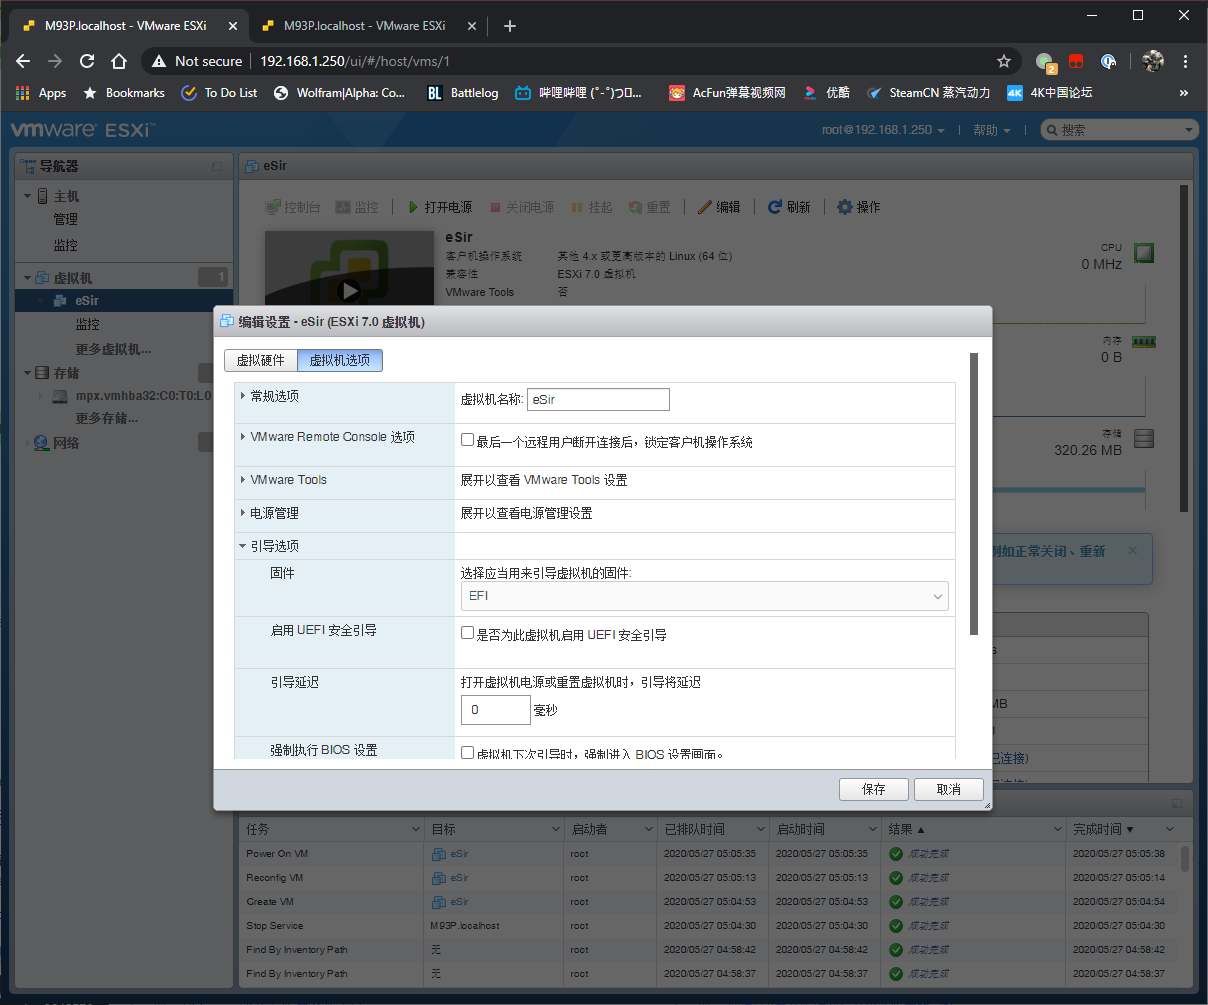 M93P.localhost - VMware ESXi
M93P.localhost - VMware ESXi
Not secure
192.168.1.250/ui/#/host/vms/1
2
Apps
Bookmarks
To Do List
Wolfram|Alpha: Co...
BL Battlelog
哔哩哔哩 (゜-゜)つロ...
AcFun弹幕视频网
优酷
SteamCN 蒸汽动力
4K 4K中国论坛
»
vmware ESXi™
root@192.168.1.250
帮助
搜索
导航器
eSir
主机
管理
监控
虚拟机
1
eSir
监控
更多虚拟机...
存储
mpx.vmhba32:C0:T0:L0
更多存储...
网络
控制台
监控
打开电源
关闭电源
挂起
重置
编辑
刷新
操作
eSir
客户机操作系统 其他 4.x 或更高版本的 Linux (64 位)
兼容性 ESXi 7.0 虚拟机
VMware Tools 否
CPU
0 MHz
内存
0 B
存储
320.26 MB
例如正常关闭、重新
MB
已连接)
编辑设置 - eSir (ESXi 7.0 虚拟机)
虚拟硬件
虚拟机选项
常规选项
虚拟机名称: eSir
VMware Remote Console 选项
最后一个远程用户断开连接后，锁定客户机操作系统
VMware Tools
展开以查看 VMware Tools 设置
电源管理
展开以查看电源管理设置
引导选项
固件
选择应当用来引导虚拟机的固件:
EFI
启用 UEFI 安全引导
是否为此虚拟机启用 UEFI 安全引导
引导延迟
打开虚拟机电源或重置虚拟机时，引导将延迟
0 毫秒
强制执行 BIOS 设置
虚拟机下次引导时，强制进入 BIOS 设置画面。
保存
取消
任务 目标 启动者 已排队时间 启动时间 结果 ▲ 完成时间 ▼
Power On VM eSir root 2020/05/27 05:05:35 2020/05/27 05:05:35 成功完成 2020/05/27 05:05:38
Reconfig VM eSir root 2020/05/27 05:05:13 2020/05/27 05:05:13 成功完成 2020/05/27 05:05:14
Create VM eSir root 2020/05/27 05:04:53 2020/05/27 05:04:53 成功完成 2020/05/27 05:04:54
Stop Service M93P.localhost root 2020/05/27 05:04:30 2020/05/27 05:04:30 成功完成 2020/05/27 05:04:30
Find By Inventory Path 无 root 2020/05/27 04:58:42 2020/05/27 04:58:42 成功完成 2020/05/27 04:58:42
Find By Inventory Path 无 root 2020/05/27 04:58:37 2020/05/27 04:58:37 成功完成 2020/05/27 04:58:37